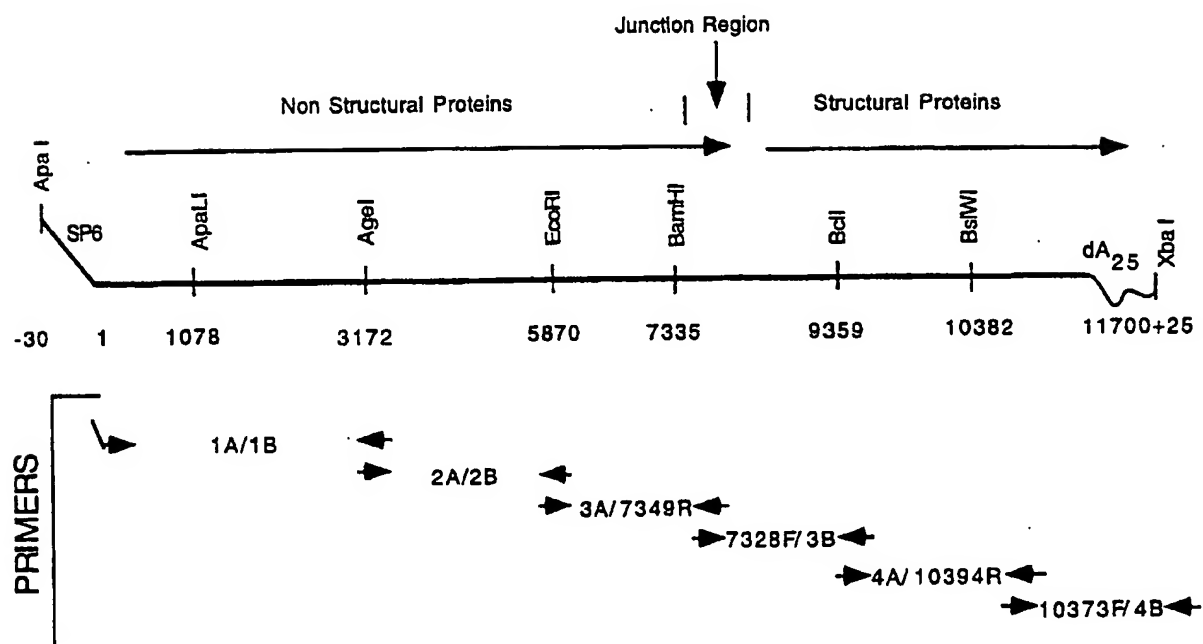 Junction Region
Non Structural Proteins
Structural Proteins
Apa I
SP6
ApaLI
AgeI
EcoRI
BamHI
BclI
BsiWI
dA25
Xba I
-30 1 1078 3172 5870 7335 9359 10382 11700+25
PRIMERS
1A/1B
2A/2B
3A/7349R
7328F/3B
4A/10394R
10373F/4B